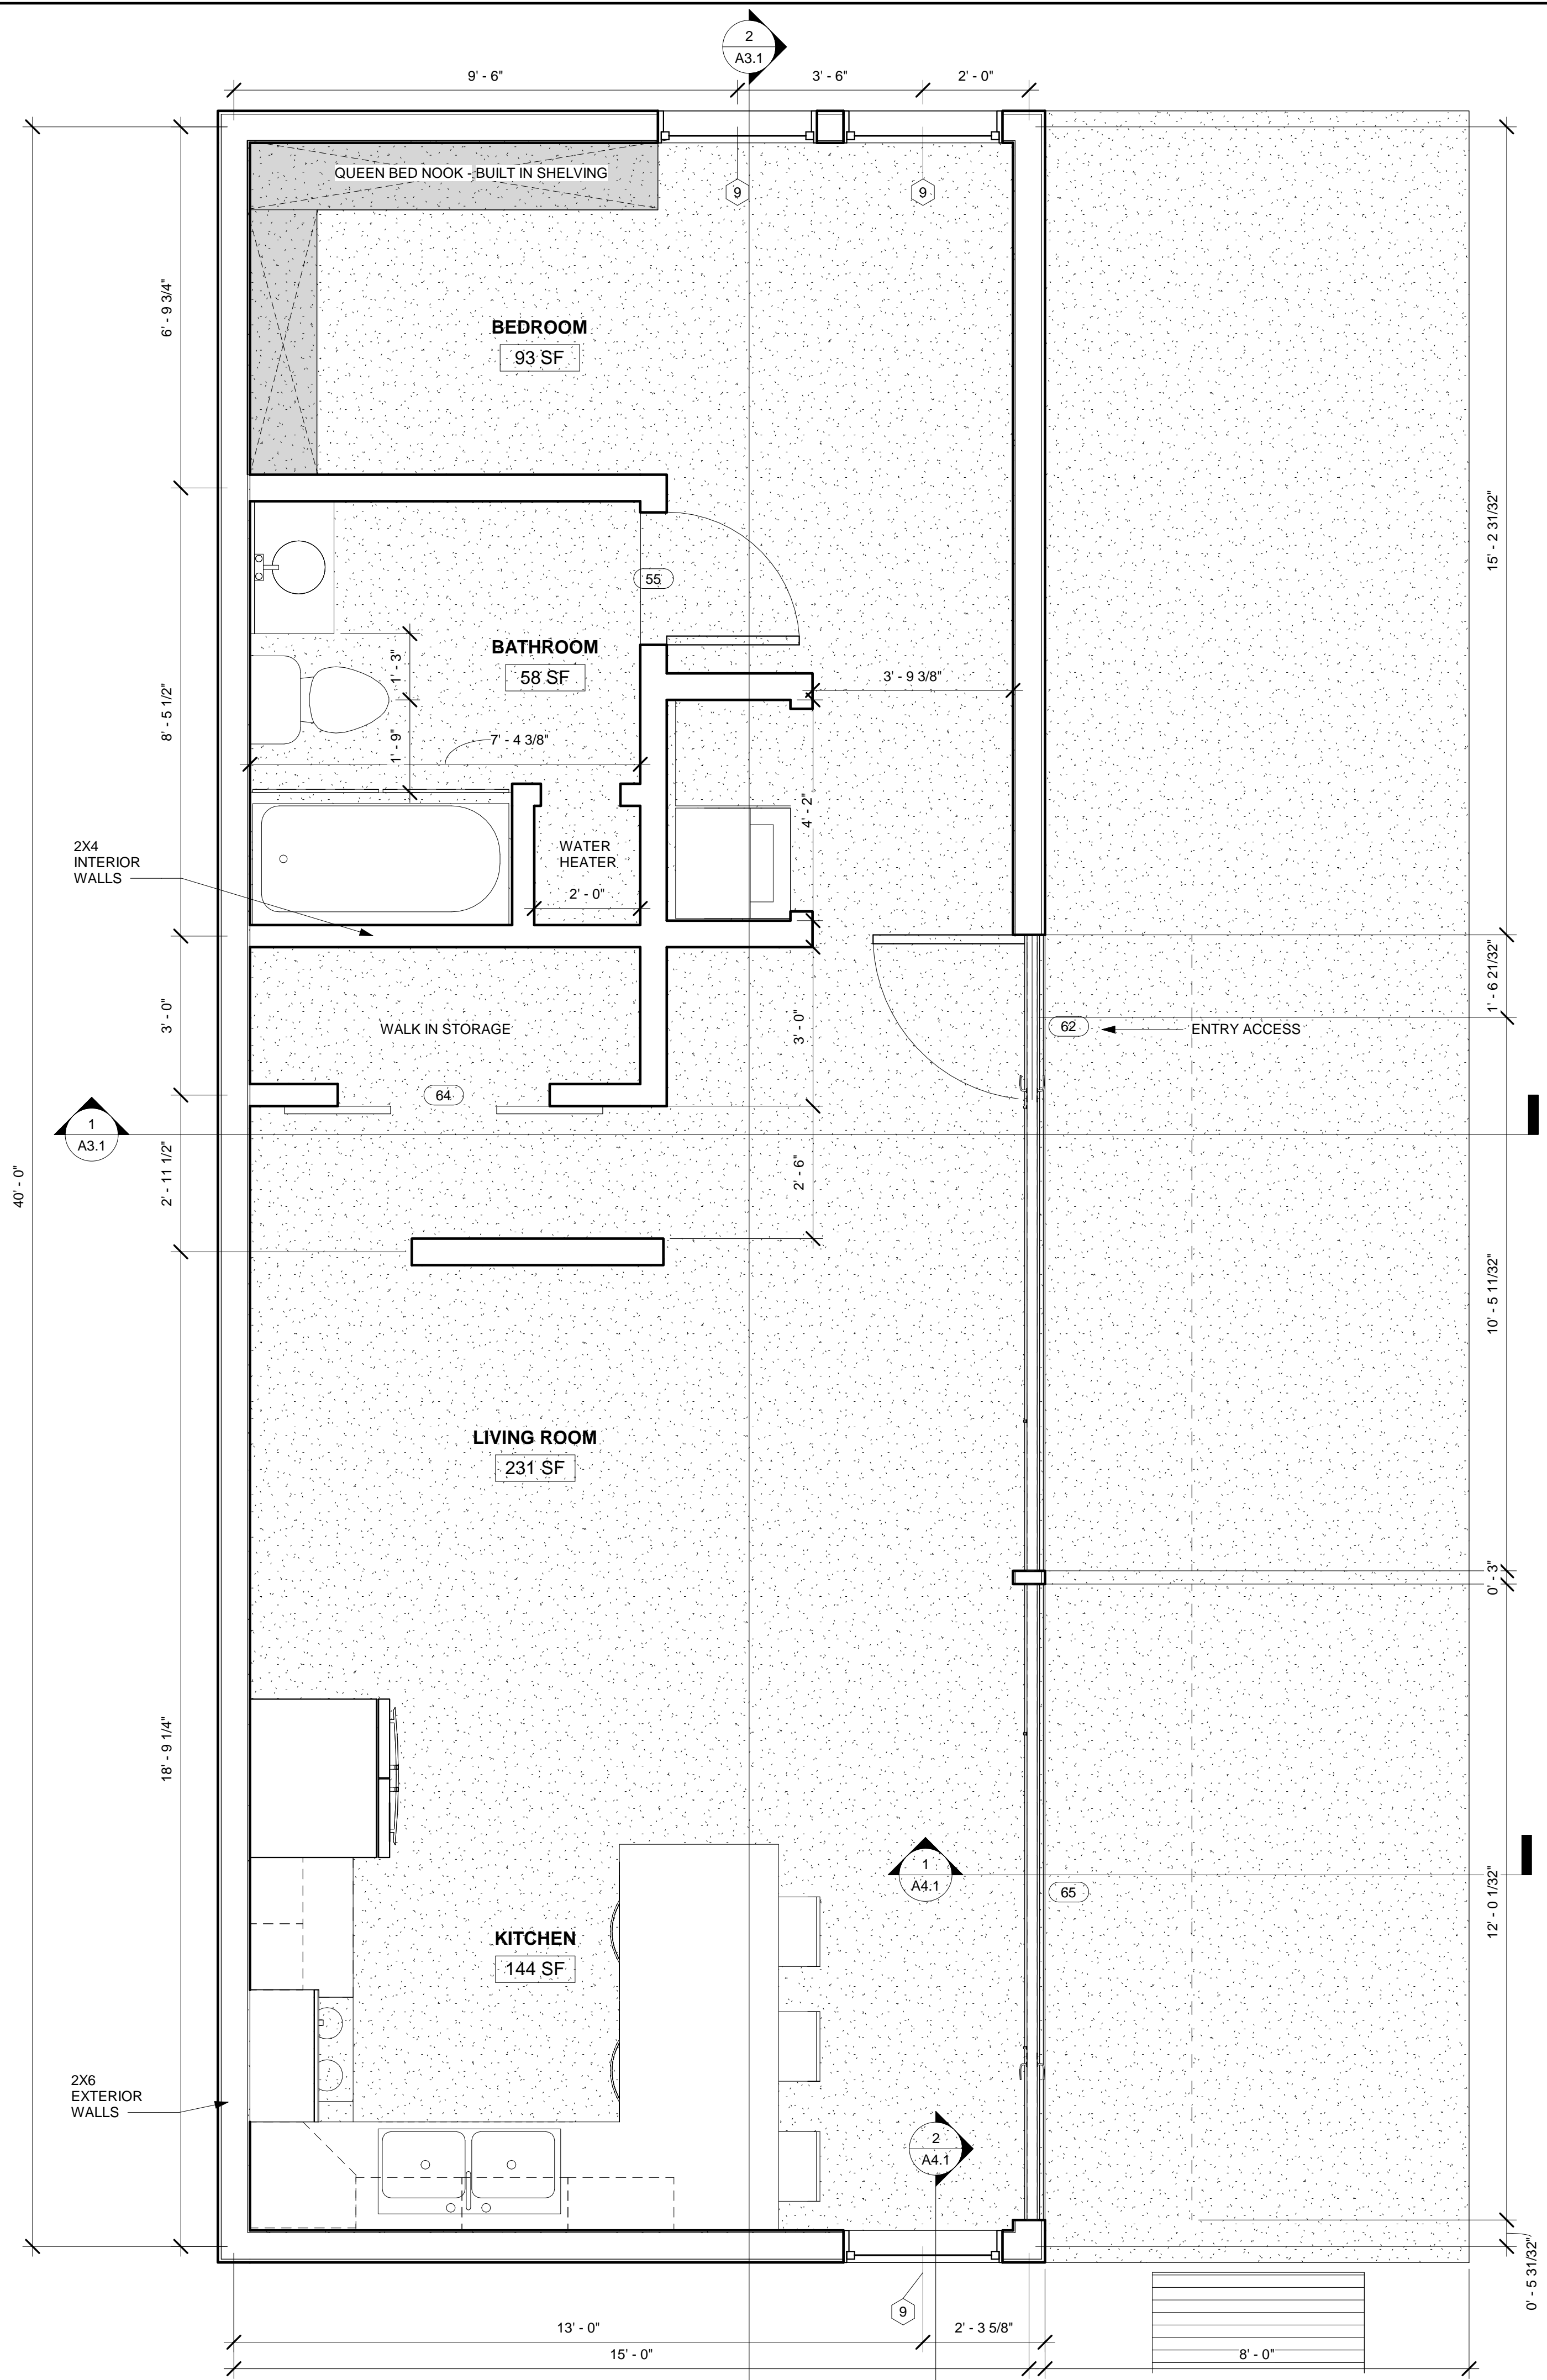 2
A3.1
9' - 6"
3' - 6"
2' - 0"
QUEEN BED NOOK - BUILT IN SHELVING
9
9
6' - 9 3/4"
BEDROOM
93 SF
15' - 2 31/32"
55
BATHROOM
58 SF
1' - 3"
3' - 9 3/8"
8' - 5 1/2"
1' - 9"
7' - 4 3/8"
4' - 2"
2X4
INTERIOR
WALLS
WATER
HEATER
2' - 0"
1' - 6 21/32"
3' - 0"
WALK IN STORAGE
3' - 0"
62
ENTRY ACCESS
64
1
A3.1
40' - 0"
2' - 11 1/2"
2' - 6"
10' - 5 11/32"
LIVING ROOM
231 SF
0' - 3"
18' - 9 1/4"
1
A4.1
65
12' - 0 1/32"
KITCHEN
144 SF
2X6
EXTERIOR
WALLS
2
A4.1
0' - 5 31/32"
9
13' - 0"
2' - 3 5/8"
15' - 0"
8' - 0"